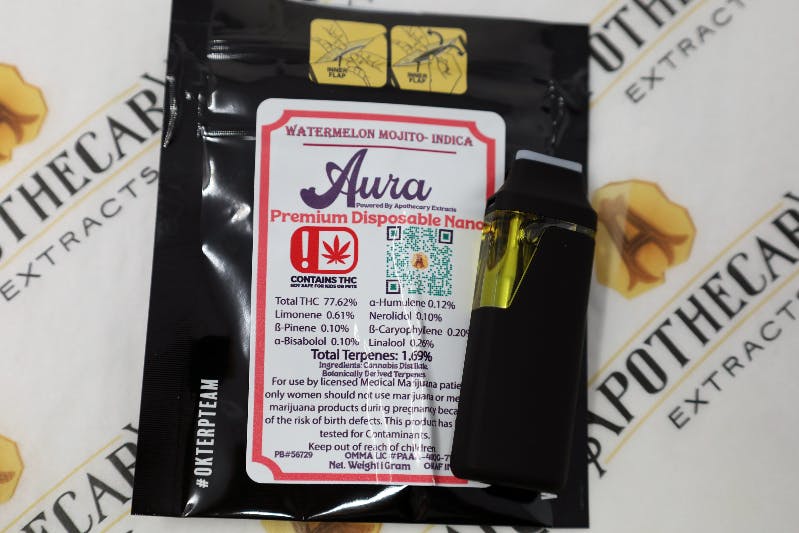 INNER FLAP
INNER FLAP
WATERMELON MOJITO- INDICA
Aura
Powered By Apothecary Extracts
Premium Disposable Nano
CONTAINS THC
NOT SAFE FOR KIDS OR PETS
Total THC 77.62%
Limonene 0.61%
ß-Pinene 0.10%
α-Bisabolol 0.10%
α-Humulene 0.12%
Nerolidol 0.10%
ß-Caryophyllene 0.20%
Linalool 0.26%
Total Terpenes: 1.69%
Ingredients: Cannabis Distillate,
Botanically Derived Terpenes
For use by licensed Medical Marijuana
only women should not use marijuana or
marijuana products during pregnancy
of the risk of birth defects. This product has
tested for Contaminants.
Keep out of reach of children.
PB#56729
OMMA LIC #PAAA-
Net. Weight:1 Gram
#OKTERPTEAM
APOTHECARY
EXTRACTS
APOTHECARY
EXTRACTS
APOTHECARY
EXTRACTS